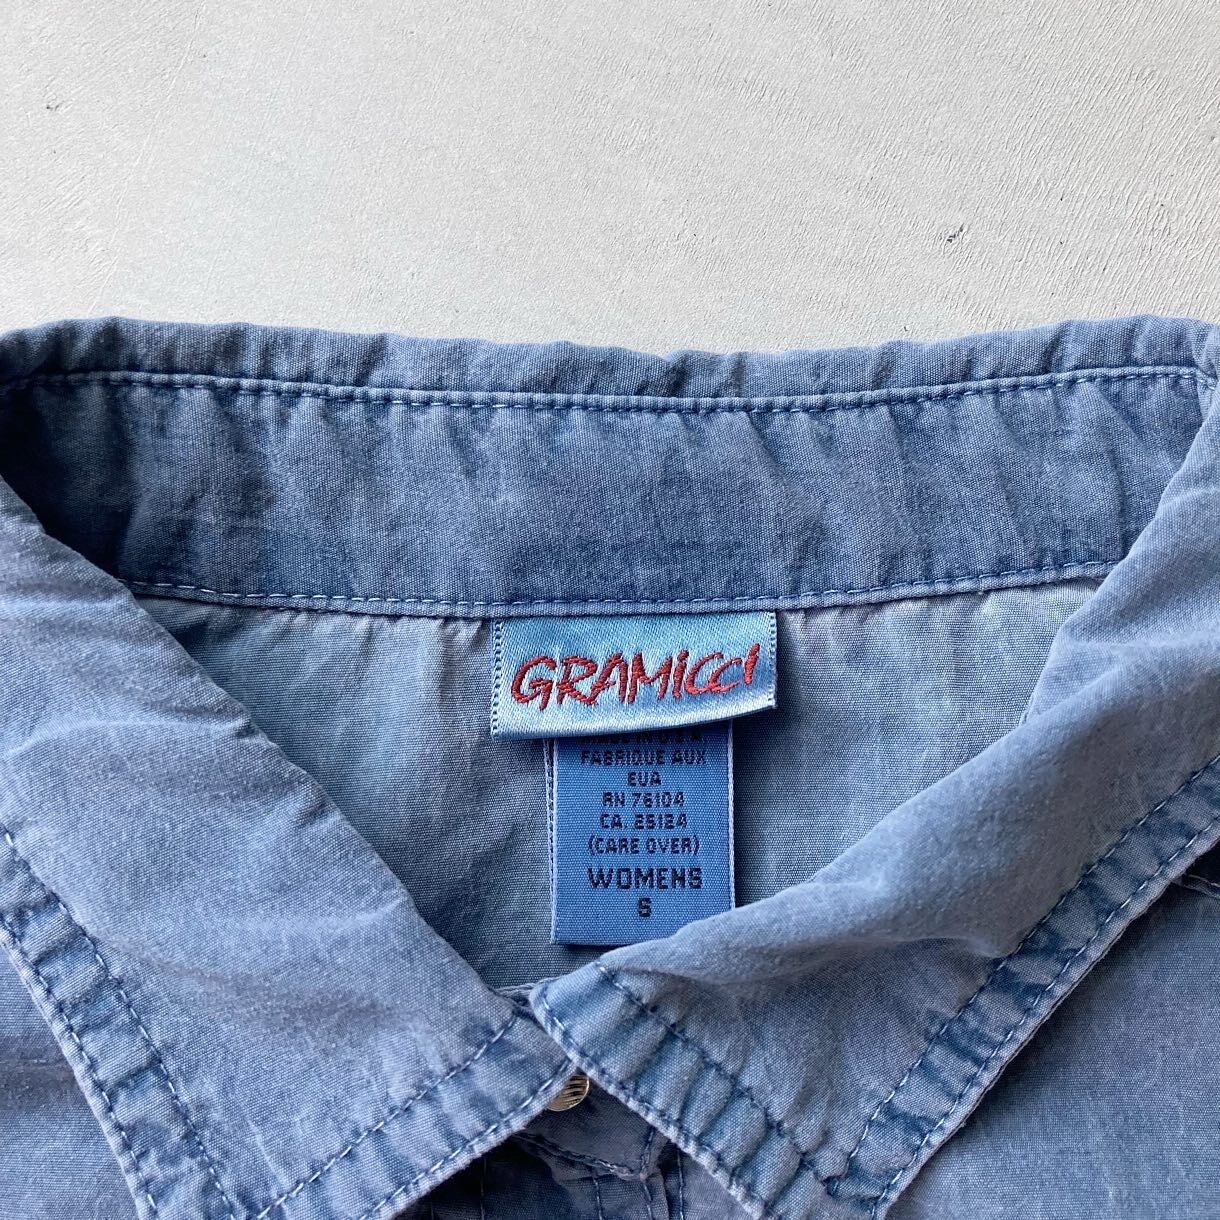 GRAMiCCi
FABRIQUE AUX
EUA
RN 76104
CA. 25124
(CARE OVER)
WOMENS